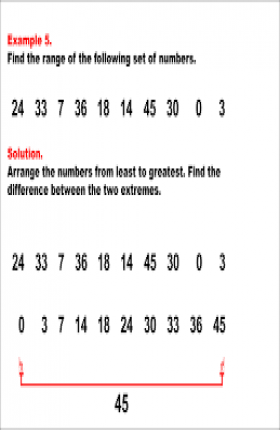 Example 5.
Find the range of the following set of numbers.
24 33 7 36 18 14 45 30 0 3
Solution.
Arrange the numbers from least to greatest. Find the
difference between the two extremes.
24 33 7 36 18 14 45 30 0 3
0 3 7 14 18 24 30 33 36 45
45